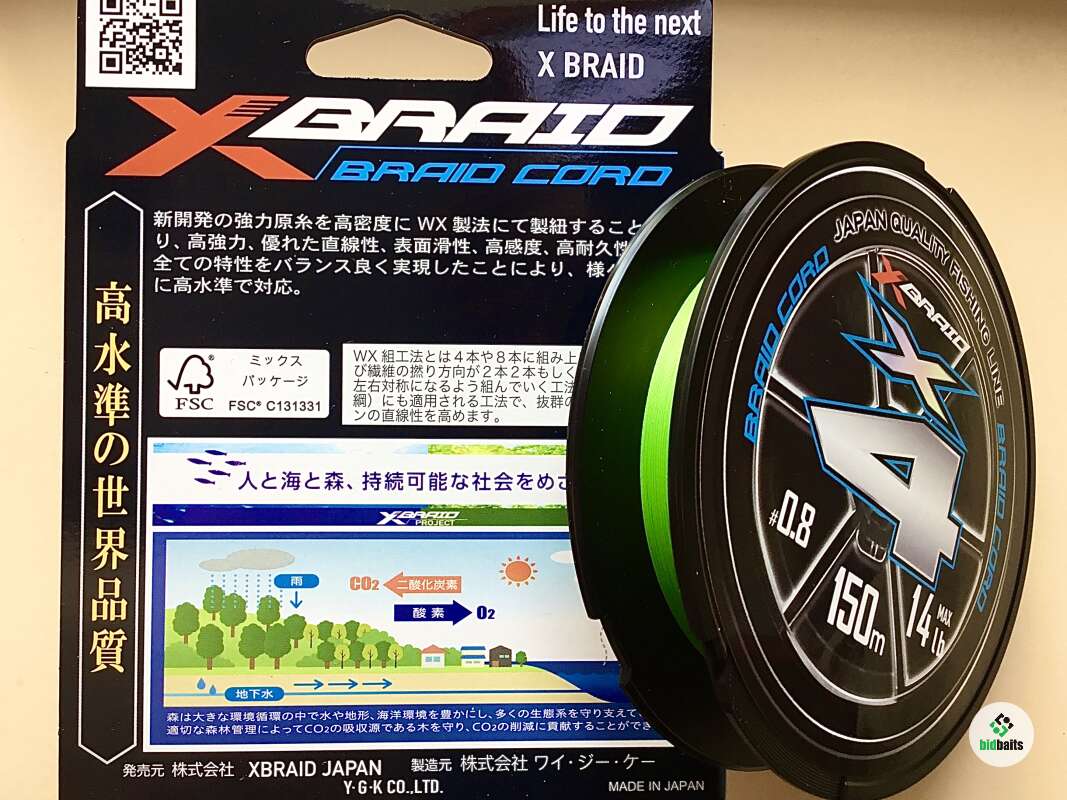 Life to the next
X BRAID
XBRAID
BRAID CORD
新開発の強力原糸を高密度に WX 製法にて製紐すること
り、高強力、優れた直線性、表面滑性、高感度、高耐久性
全ての特性をバランス良く実現したことにより、様々
に高水準で対応。
高水準の世界品質
FSC
ミックス
パッケージ
FSC® C131331
WX 組工法とは4本や8本に組み上
び繊維の撚り方向が2本2本もしく
左右対称になるよう組んでいく工法
綱）にも適用される工法で、抜群の
ンの直線性を高めます。
人と海と森、持続可能な社会をめざ
XBRAID
PROJECT
雨
CO2
二酸化炭素
酸素
O2
地下水
森は大きな環境循環の中で水や地形、海洋環境を豊かにし、多くの生態系を守り支えて、
適切な森林管理によってCO2の吸収源である木を守り、CO2の削減に貢献することができ
発売元 株式会社 XBRAID JAPAN 製造元 株式会社 ワイ・ジー・ケー
Y·G·K CO.,LTD.
MADE IN JAPAN
JAPAN QUALITY FISHING LINE
BRAID CORD
XBRAID
X
4
BRAID CORD
#0.8
150m
MAX
14 lb
bidbaits